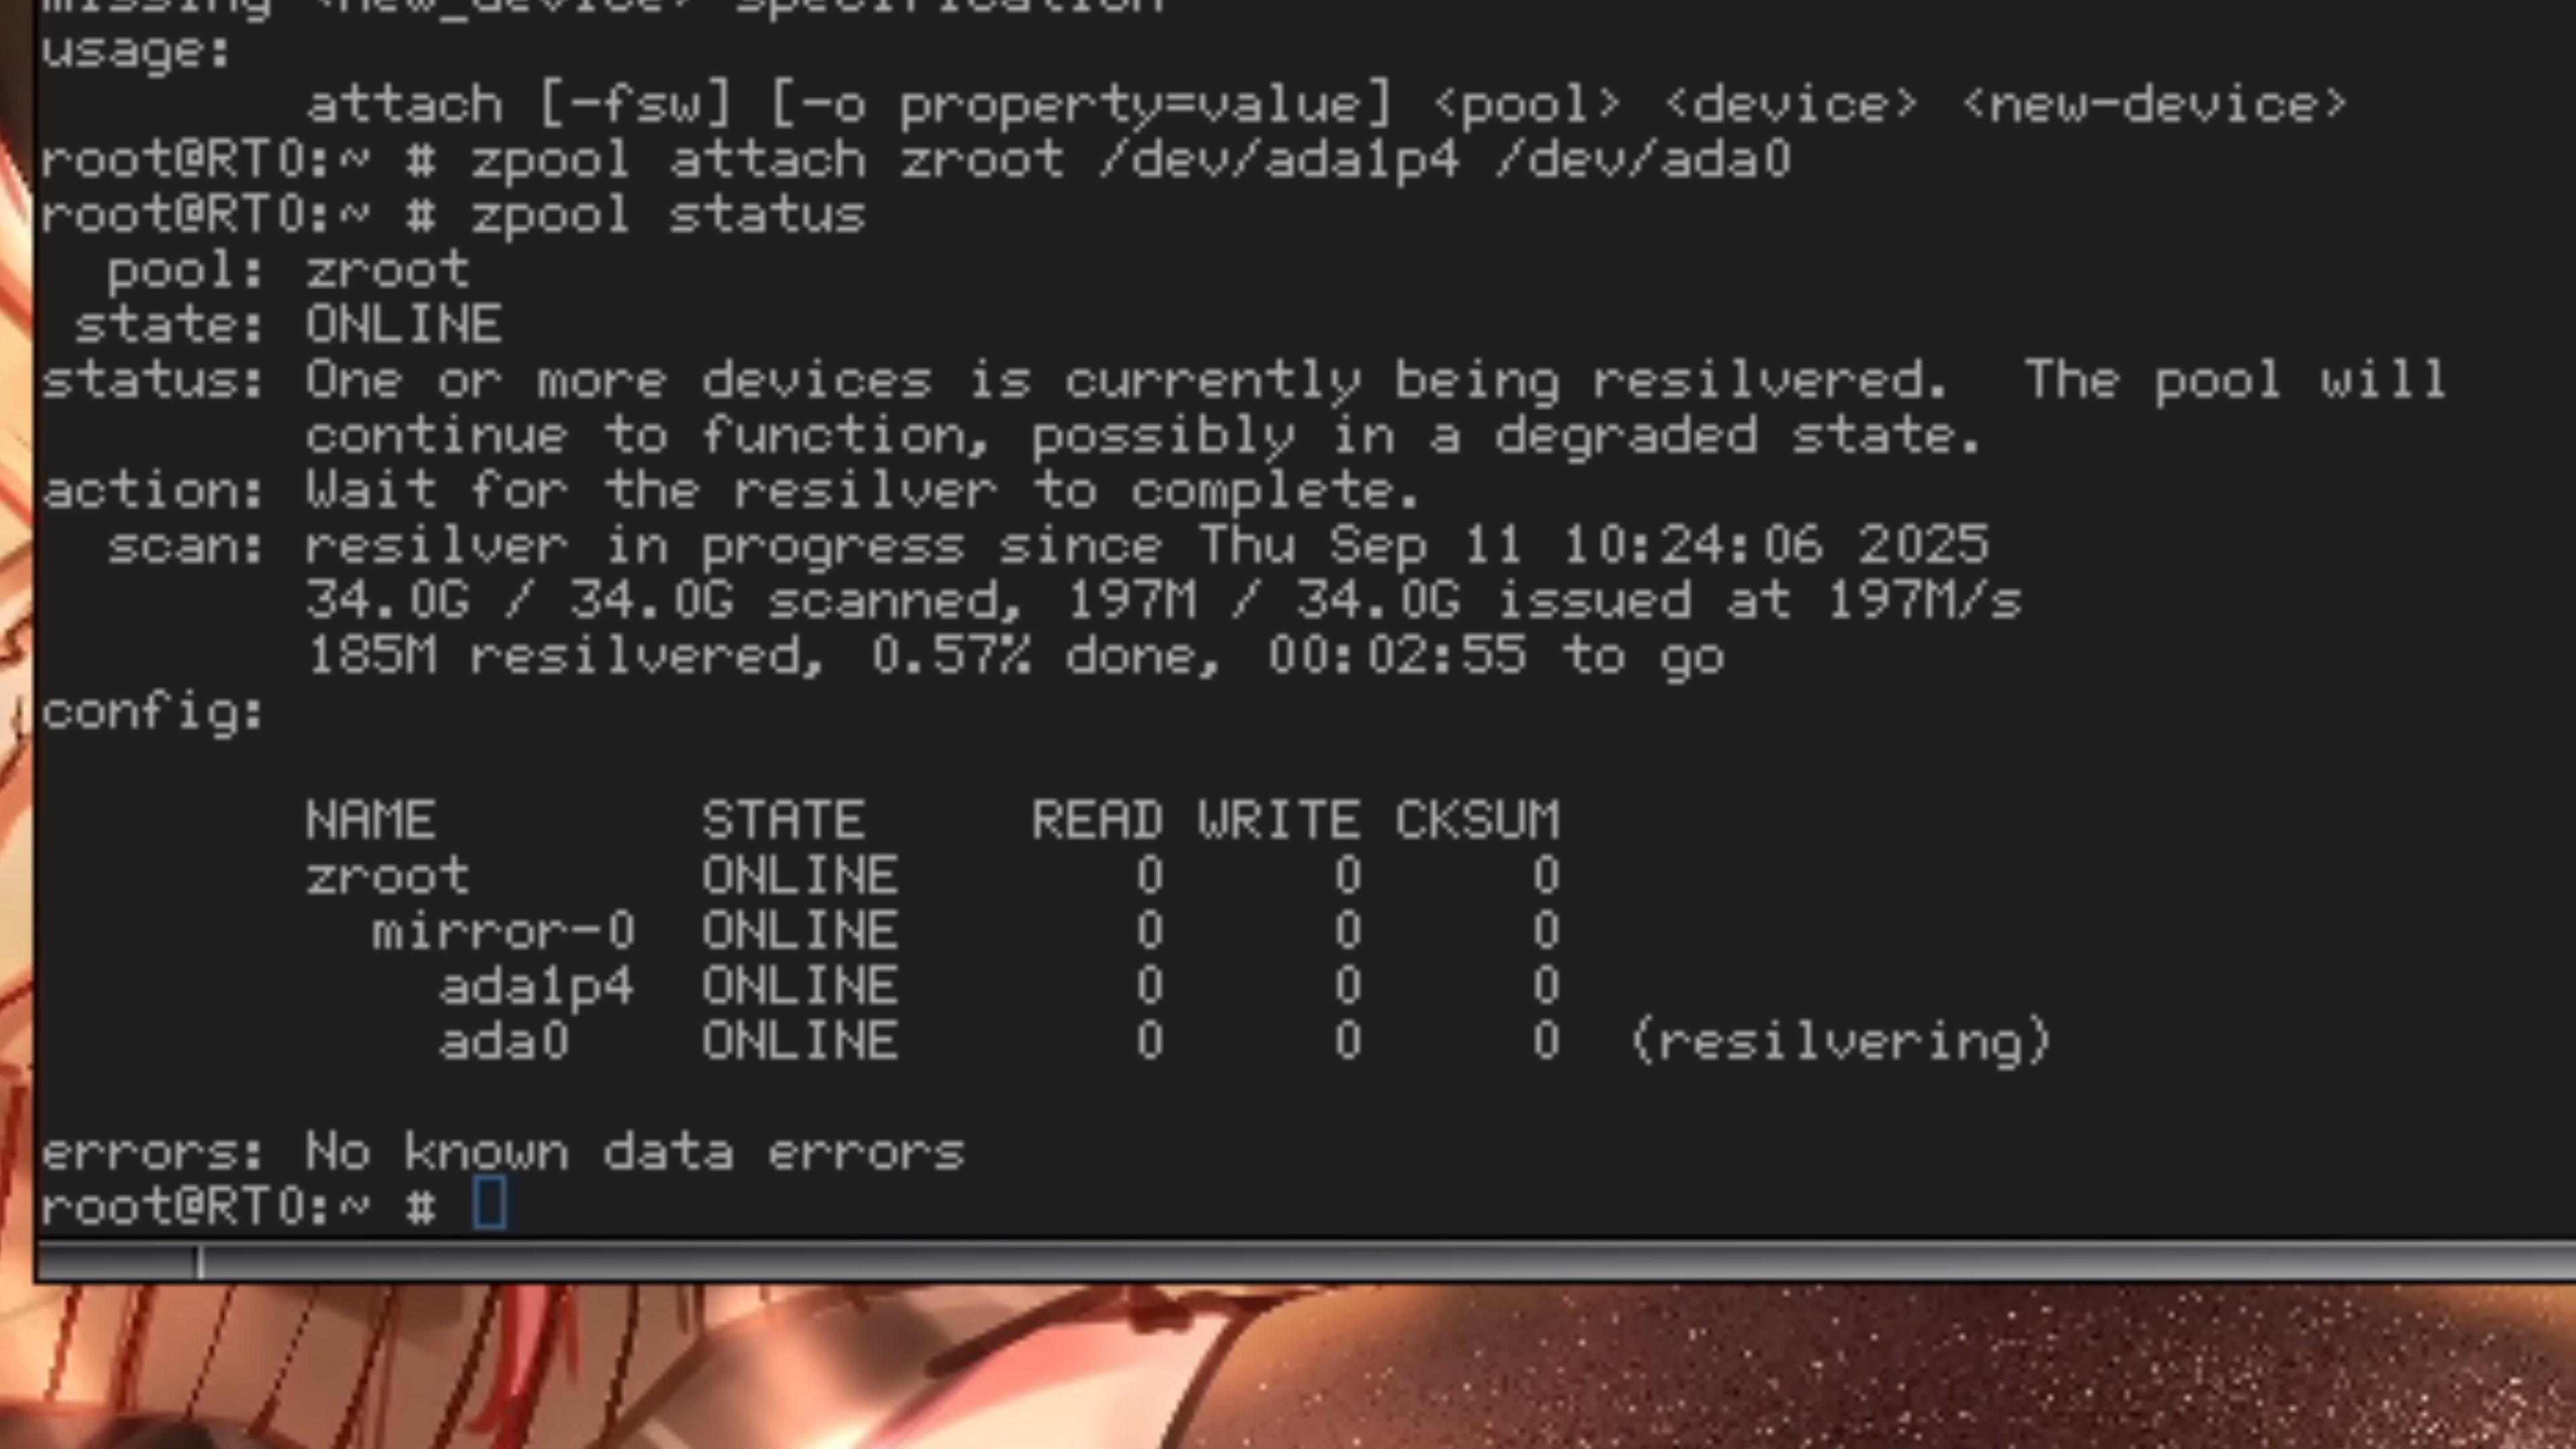 missing <new_device> specification
usage:
attach [-fsw] [-o property=value] <pool> <device> <new-device>
root@RT0:~ # zpool attach zroot /dev/ada1p4 /dev/ada0
root@RT0:~ # zpool status
pool: zroot
state: ONLINE
status: One or more devices is currently being resilvered.  The pool will
continue to function, possibly in a degraded state.
action: Wait for the resilver to complete.
scan: resilver in progress since Thu Sep 11 10:24:06 2025
34.0G / 34.0G scanned, 197M / 34.0G issued at 197M/s
185M resilvered, 0.57% done, 00:02:55 to go
config:
NAME STATE READ WRITE CKSUM
zroot ONLINE 0 0 0
mirror-0 ONLINE 0 0 0
ada1p4 ONLINE 0 0 0
ada0 ONLINE 0 0 0 (resilvering)
errors: No known data errors
root@RT0:~ #